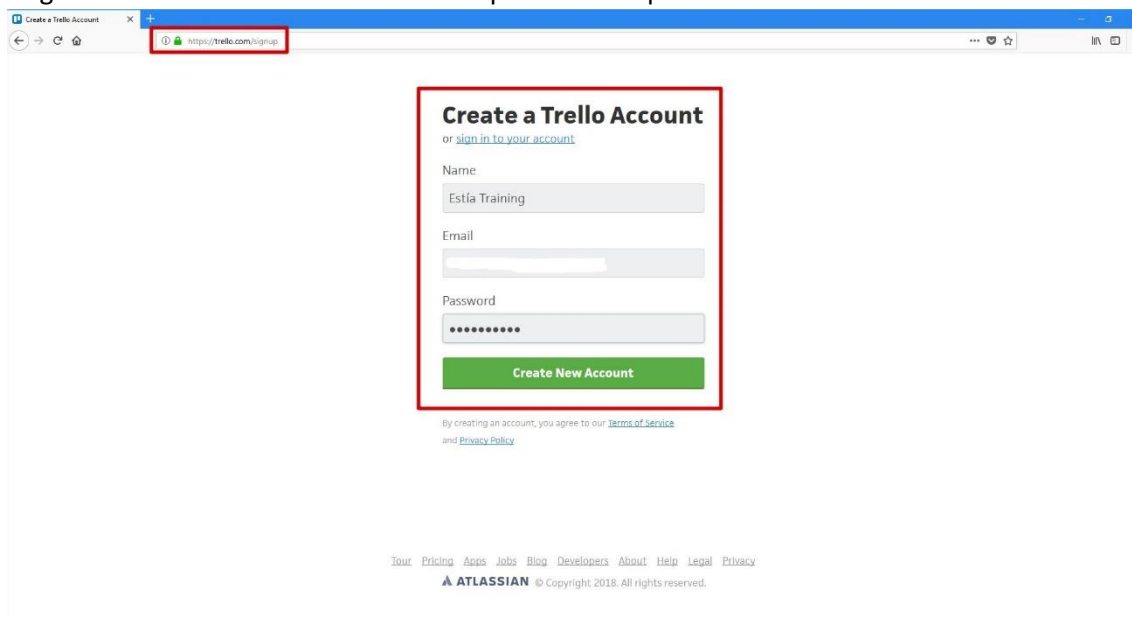 Create a Trello Account
https://trello.com/signup
Create a Trello Account
or sign in to your account
Name
Estía Training
Email
Password
••••••••••
Create New Account
By creating an account, you agree to our Terms of Service
and Privacy Policy
Tour Pricing Apps Jobs Blog Developers About Help Legal Privacy
ATLASSIAN © Copyright 2018. All rights reserved.